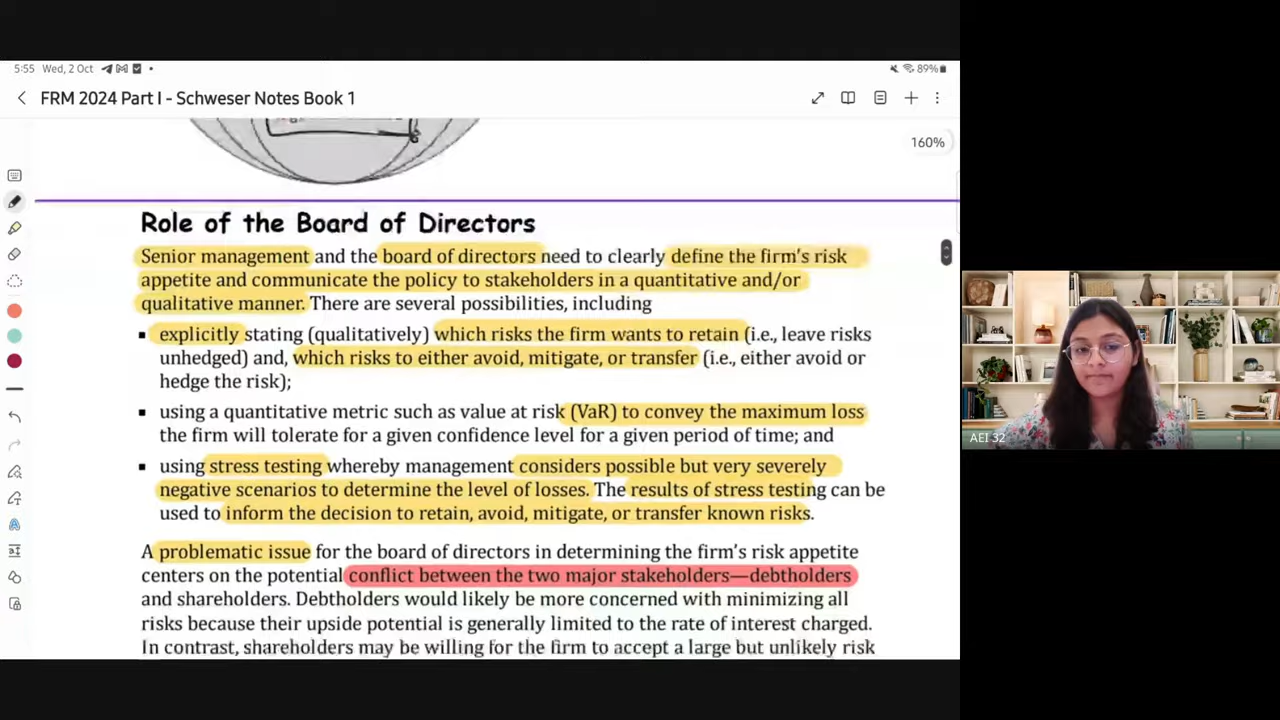 5:55 Wed, 2 Oct
89%
FRM 2024 Part I - Schweser Notes Book 1
160%
Role of the Board of Directors
Senior management and the board of directors need to clearly define the firm's risk
appetite and communicate the policy to stakeholders in a quantitative and/or
qualitative manner. There are several possibilities, including
▪ explicitly stating (qualitatively) which risks the firm wants to retain (i.e., leave risks
unhedged) and, which risks to either avoid, mitigate, or transfer (i.e., either avoid or
hedge the risk);
▪ using a quantitative metric such as value at risk (VaR) to convey the maximum loss
the firm will tolerate for a given confidence level for a given period of time; and
▪ using stress testing whereby management considers possible but very severely
negative scenarios to determine the level of losses. The results of stress testing can be
used to inform the decision to retain, avoid, mitigate, or transfer known risks.
A problematic issue for the board of directors in determining the firm's risk appetite
centers on the potential conflict between the two major stakeholders—debtholders
and shareholders. Debtholders would likely be more concerned with minimizing all
risks because their upside potential is generally limited to the rate of interest charged.
In contrast, shareholders may be willing for the firm to accept a large but unlikely risk
AEI 32